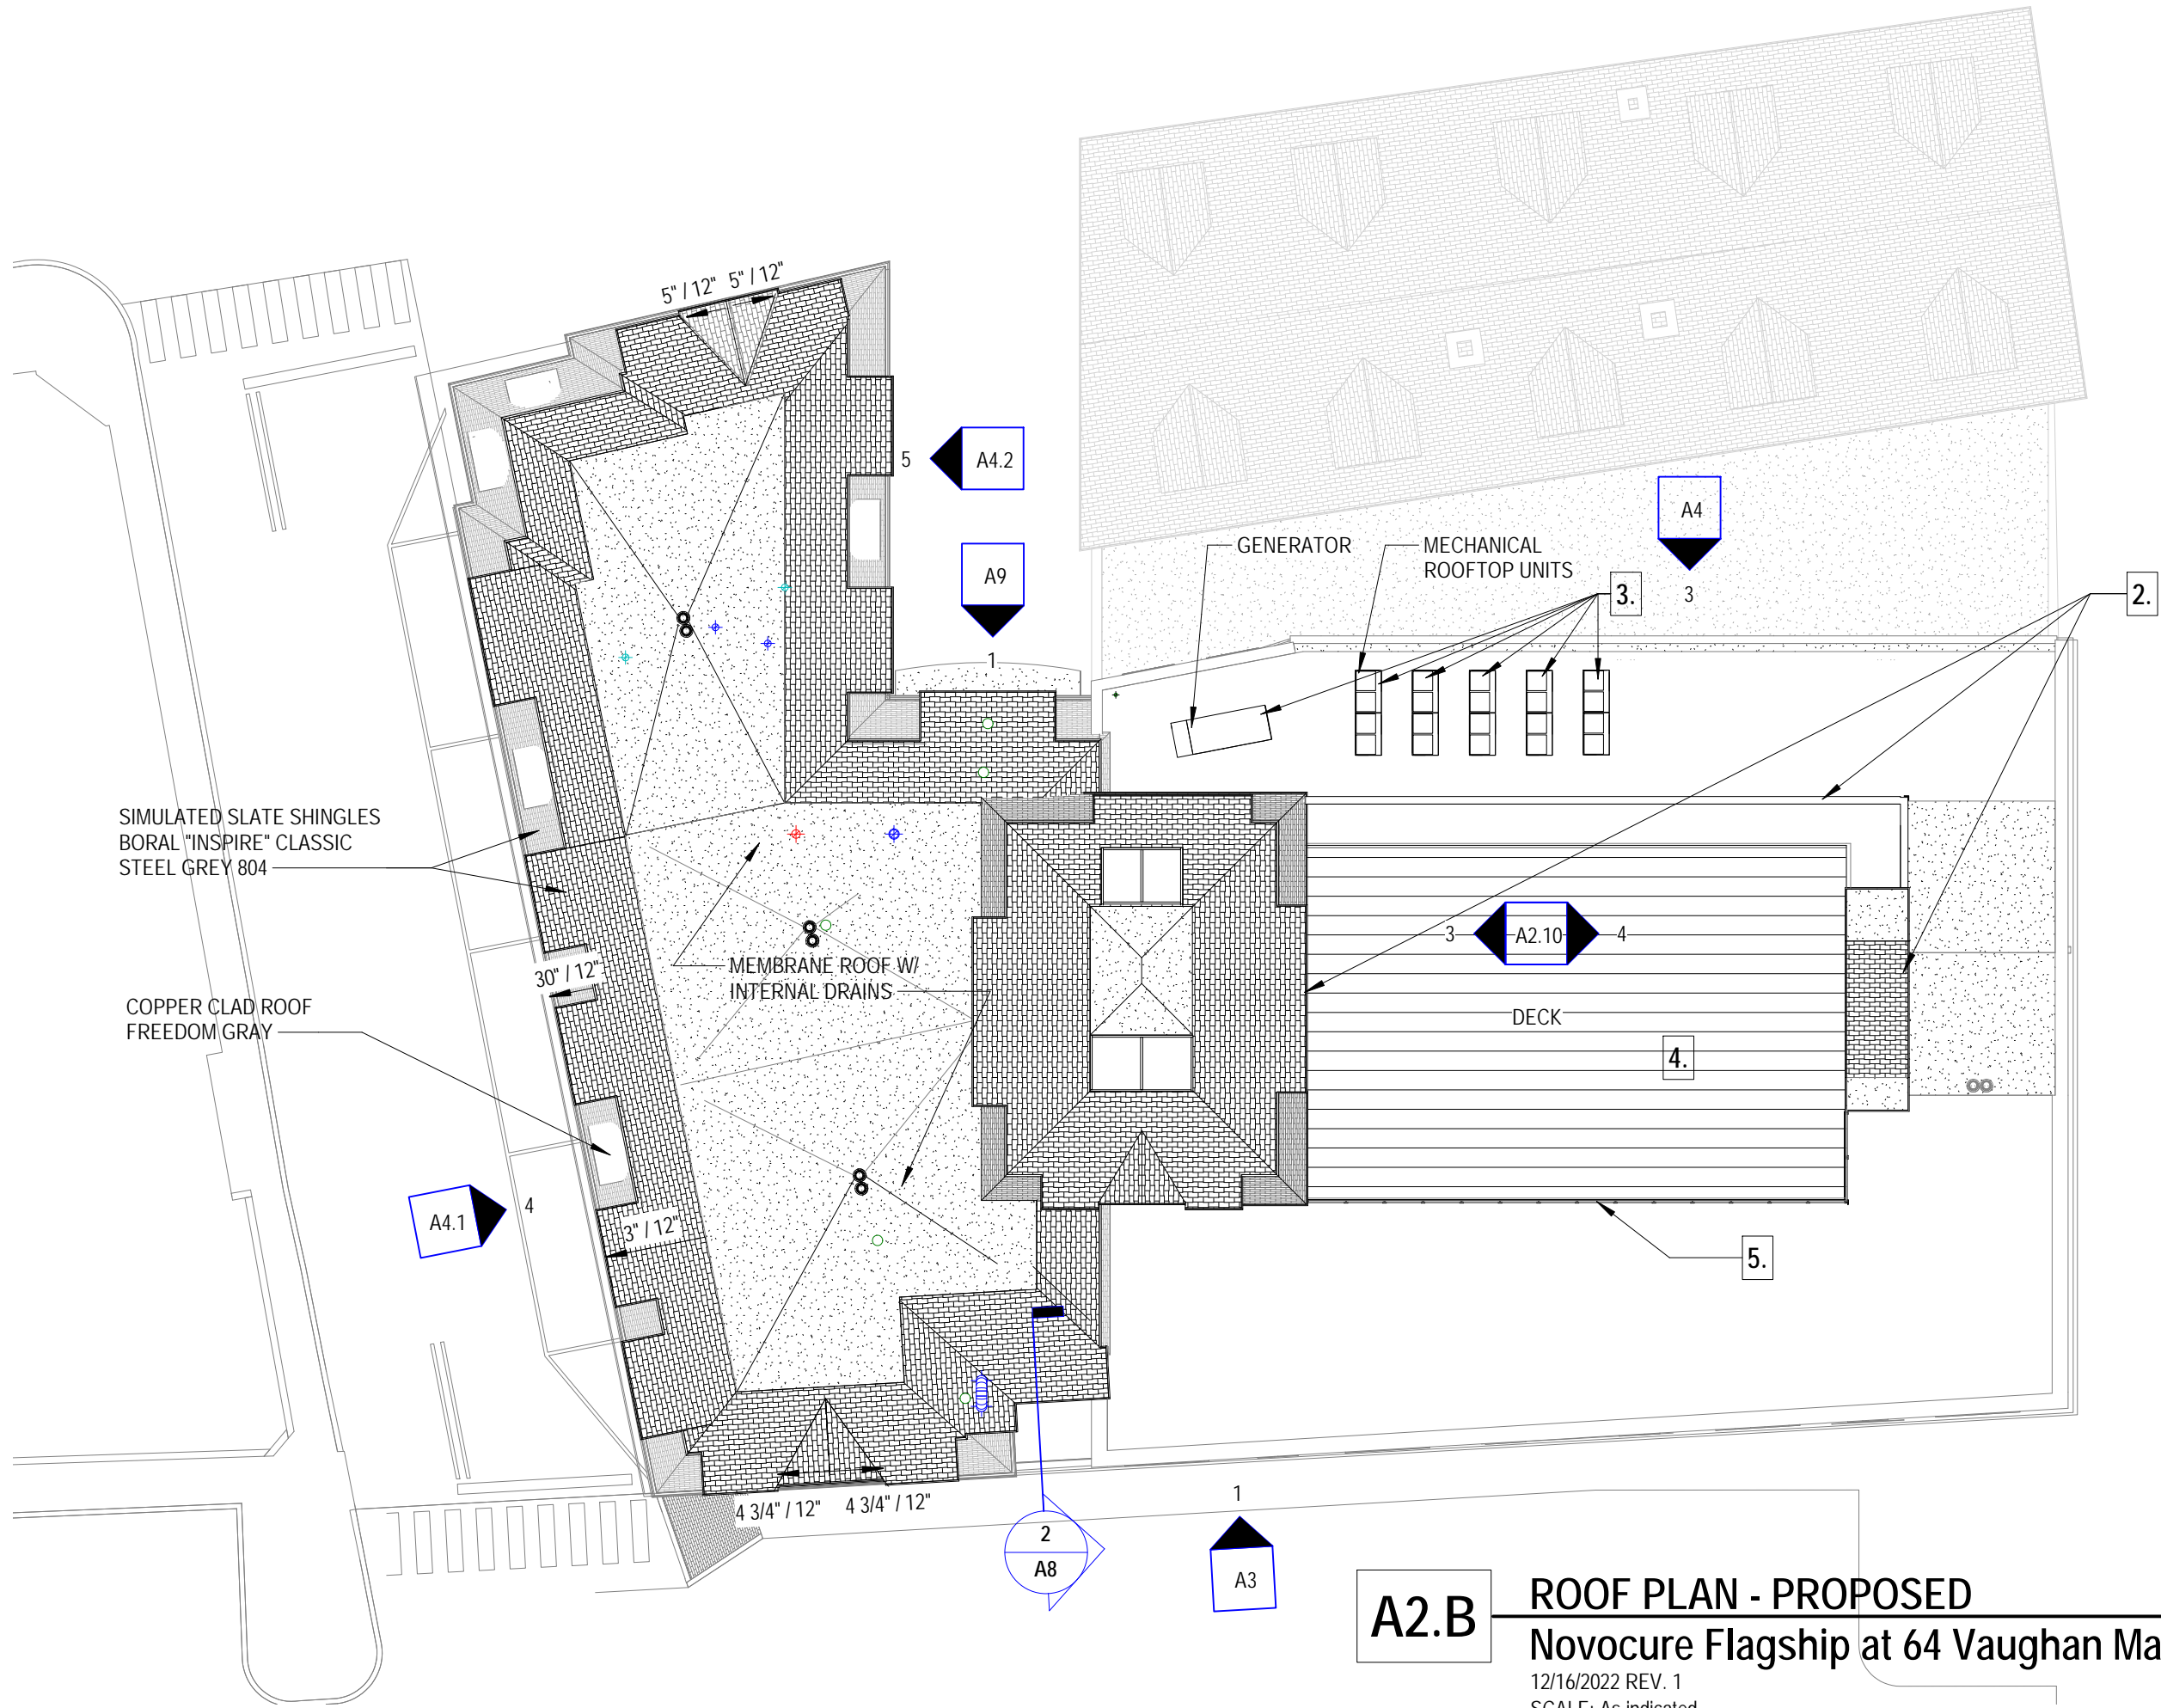 5" / 12" 5" / 12"
5
A4.2
A9
1
A4
3
GENERATOR
MECHANICAL
ROOFTOP UNITS
3.
2.
SIMULATED SLATE SHINGLES
BORAL "INSPIRE" CLASSIC
STEEL GREY 804
COPPER CLAD ROOF
FREEDOM GRAY
30" / 12"
MEMBRANE ROOF W/
INTERNAL DRAINS
3
A2.10
4
DECK
4.
A4.1
4
3" / 12"
5.
4 3/4" / 12" 4 3/4" / 12"
2
A8
1
A3
A2.B
ROOF PLAN - PROPOSED
Novocure Flagship at 64 Vaughan Ma
12/16/2022 REV. 1
SCALE: As indicated